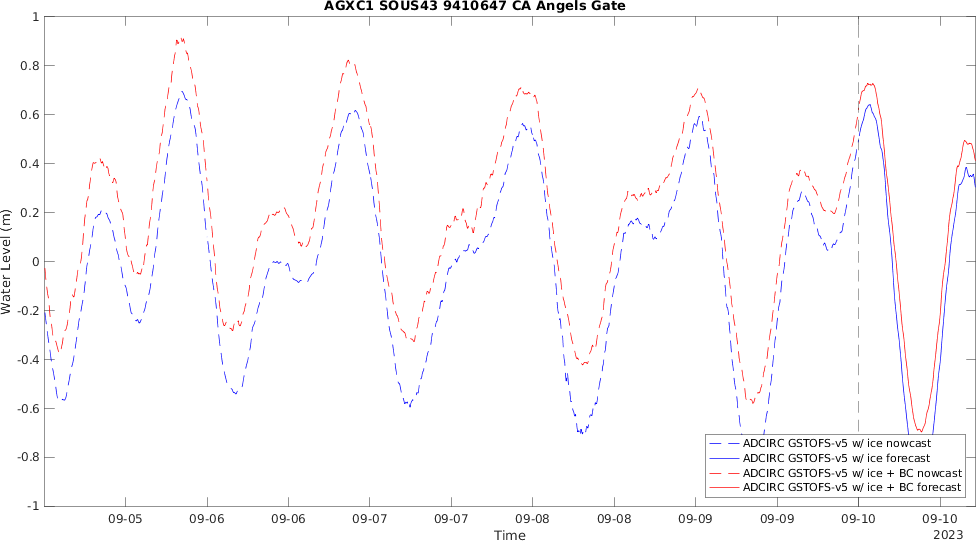 AGXC1 SOUS43 9410647 CA Angels Gate
1
0.8
0.6
0.4
0.2
0
-0.2
-0.4
-0.6
-0.8
-1
Water Level (m)
ADCIRC GSTOFS-v5 w/ ice nowcast
ADCIRC GSTOFS-v5 w/ ice forecast
ADCIRC GSTOFS-v5 w/ ice + BC nowcast
ADCIRC GSTOFS-v5 w/ ice + BC forecast
09-05 09-06 09-06 09-07 09-07 09-08 09-08 09-09 09-09 09-10 09-10
Time
2023